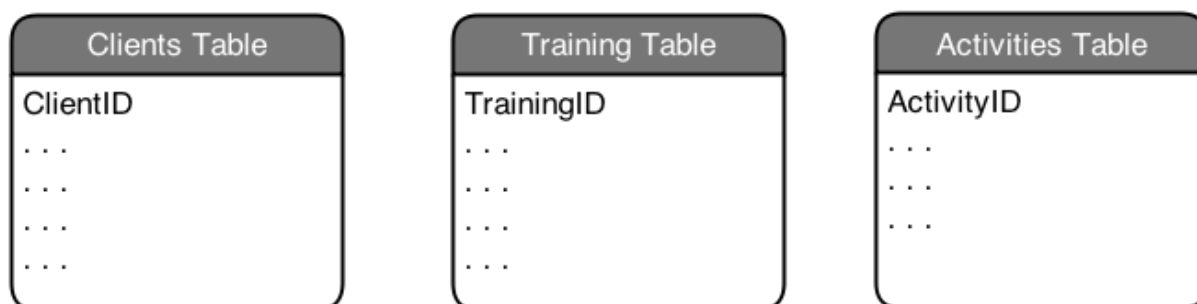 Clients Table
ClientID
. . .
. . .
. . .
. . .
Training Table
TrainingID
. . .
. . .
. . .
. . .
Activities Table
ActivityID
. . .
. . .
. . .